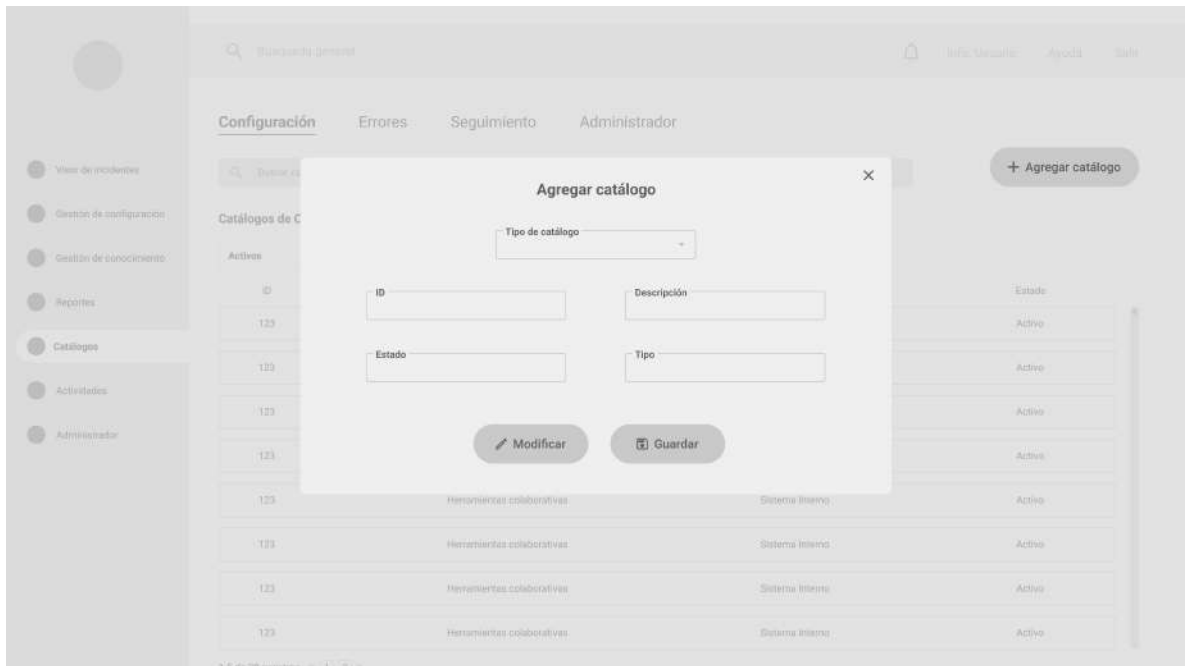 Busqueda general
Ayuda
Salir
Configuración
Errores
Seguimiento
Administrador
Visor de incidentes
Gestión de configuración
Gestión de conocimiento
Reportes
Catálogos
Actividades
Administrador
+ Agregar catálogo
Catálogos de C
Activos
ID
Estado
123
Activo
123
Activo
123
Activo
123
Activo
123 Herramientas colaborativas Sistema Interno Activo
123 Herramientas colaborativas Sistema Interno Activo
123 Herramientas colaborativas Sistema Interno Activo
123 Herramientas colaborativas Sistema Interno Activo
Agregar catálogo
Tipo de catálogo
ID
Descripción
Estado
Tipo
Modificar
Guardar